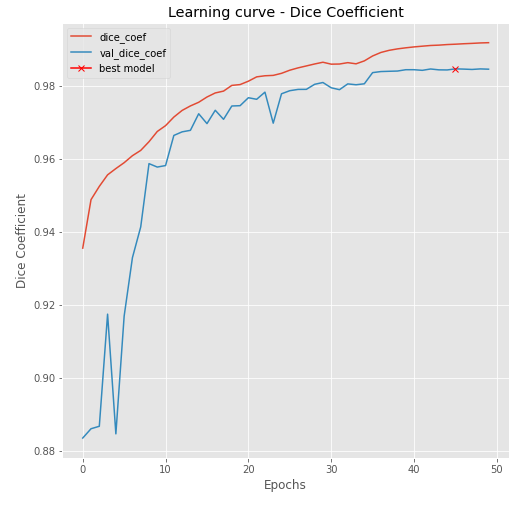 Learning curve - Dice Coefficient
dice_coef
val_dice_coef
best model
0.98
0.96
0.94
0.92
0.90
0.88
Dice Coefficient
0
10
20
30
40
50
Epochs